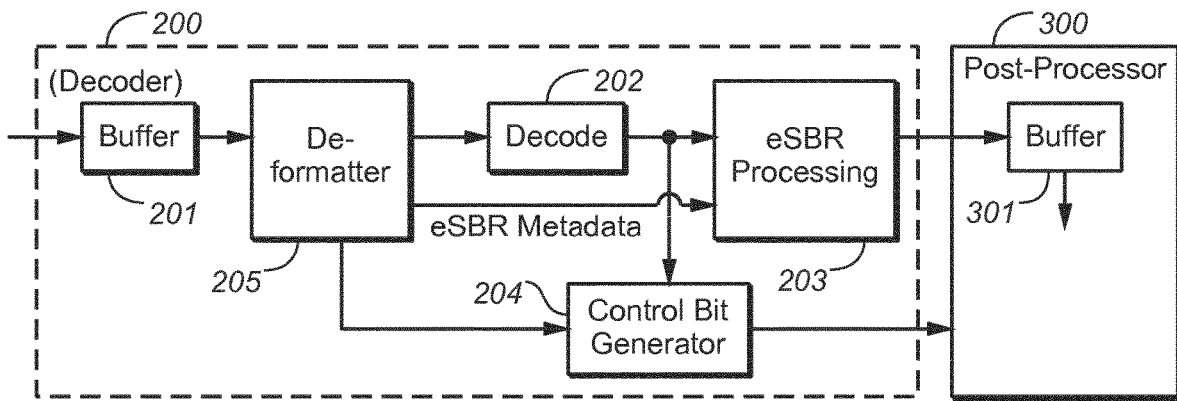 200
300
(Decoder)
Post-Processor
202
Buffer
De-
formatter
Decode
eSBR
Processing
Buffer
201
301
eSBR Metadata
205
204
203
Control Bit
Generator